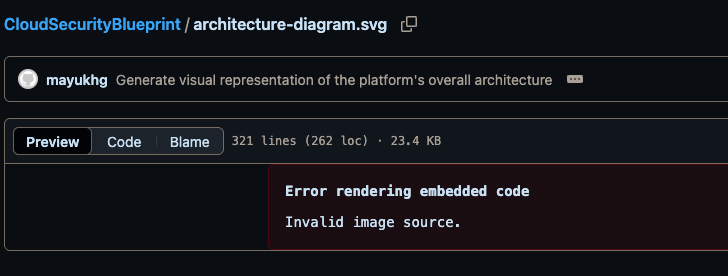 CloudSecurityBlueprint / architecture-diagram.svg
mayukhg Generate visual representation of the platform's overall architecture
Preview Code Blame 321 lines (262 loc) · 23.4 KB
Error rendering embedded code
Invalid image source.